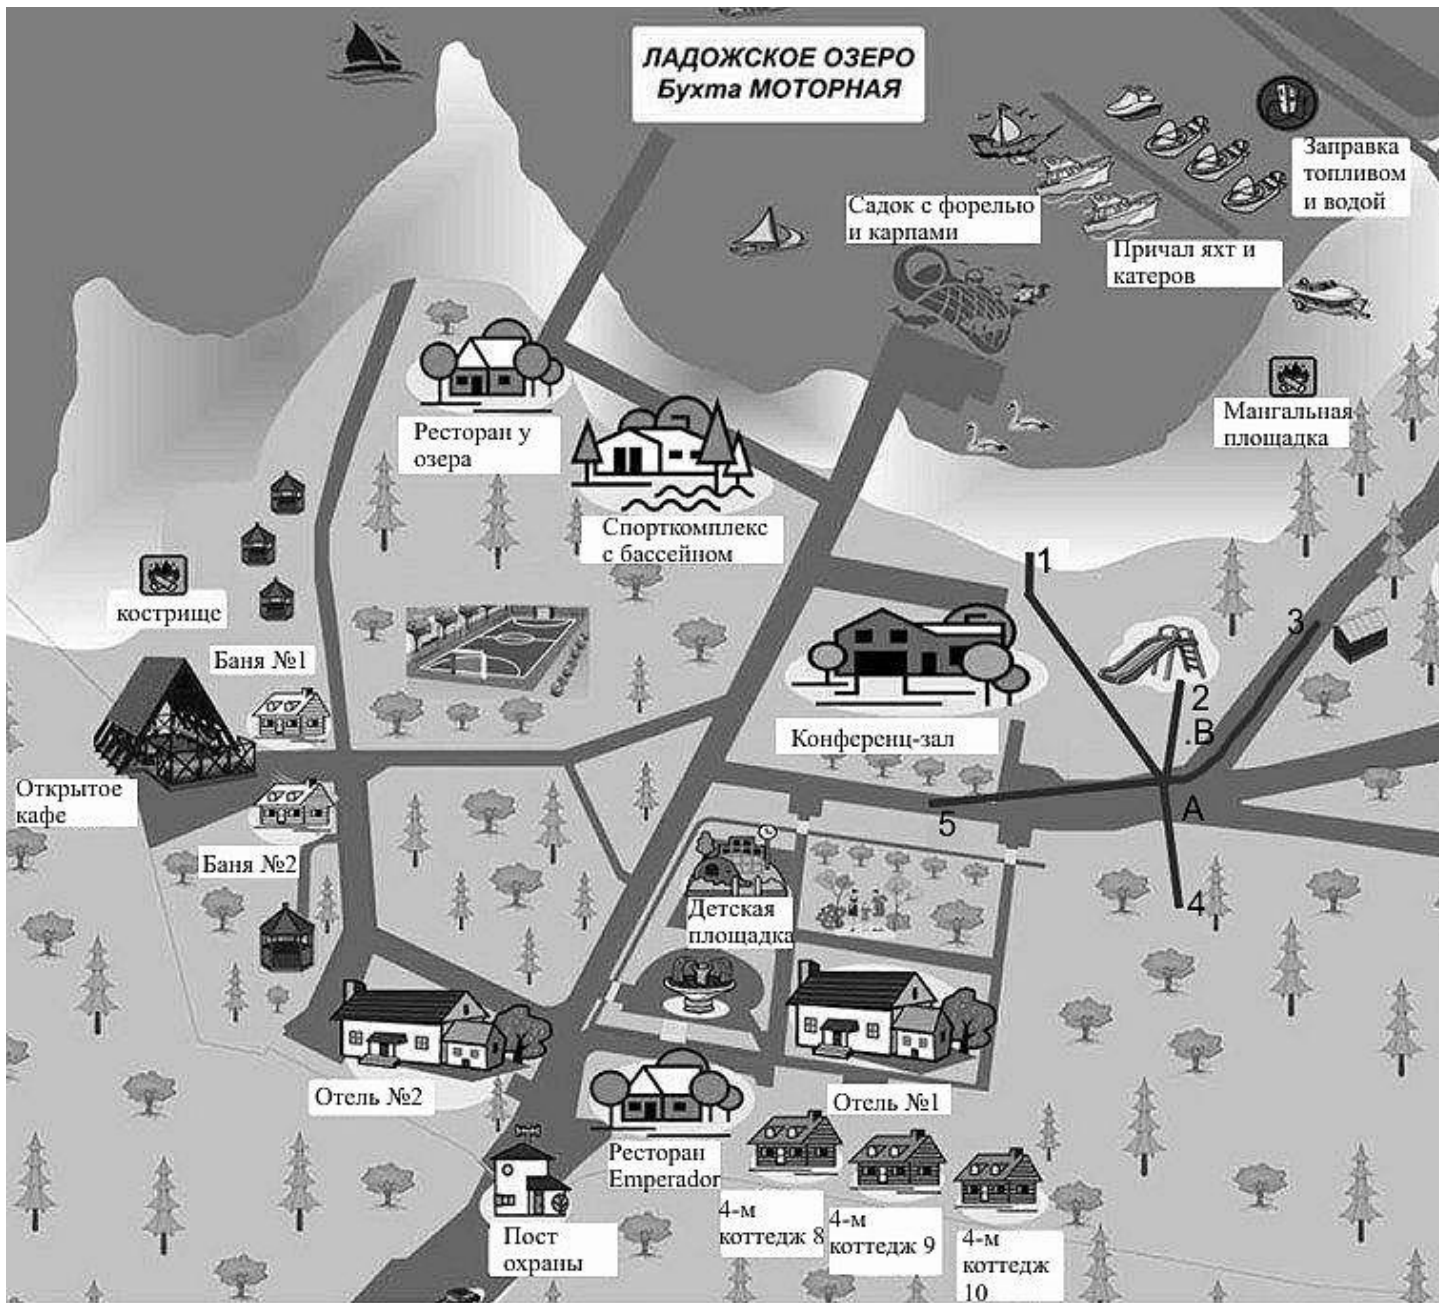 ЛАДОЖСКОЕ ОЗЕРО
Бухта МОТОРНАЯ
Заправка
топливом
и водой
Садок с форелью
и карпами
Причал яхт и
катеров
Мангальная
площадка
Ресторан у
озера
Спорткомплекс
с бассейном
1
кострище
3
Баня №1
2
.В
Конференц-зал
Открытое
кафе
А
5
Баня №2
4
Детская
площадка
Отель №2
Отель №1
Ресторан
Emperador
4-м
коттедж 8
4-м
коттедж 9
4-м
коттедж
10
Пост
охраны